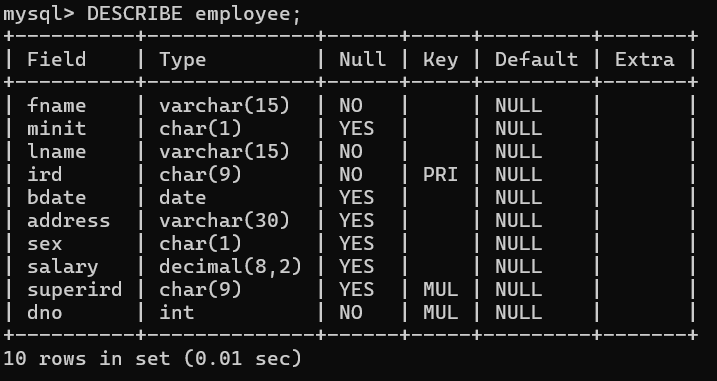 mysql> DESCRIBE employee;
+----------+--------------+------+-----+---------+-------+
| Field    | Type         | Null | Key | Default | Extra |
+----------+--------------+------+-----+---------+-------+
| fname    | varchar(15)  | NO   |     | NULL    |       |
| minit    | char(1)      | YES  |     | NULL    |       |
| lname    | varchar(15)  | NO   |     | NULL    |       |
| ird      | char(9)      | NO   | PRI | NULL    |       |
| bdate    | date         | YES  |     | NULL    |       |
| address  | varchar(30)  | YES  |     | NULL    |       |
| sex      | char(1)      | YES  |     | NULL    |       |
| salary   | decimal(8,2) | YES  |     | NULL    |       |
| superird | char(9)      | YES  | MUL | NULL    |       |
| dno      | int          | NO   | MUL | NULL    |       |
+----------+--------------+------+-----+---------+-------+
10 rows in set (0.01 sec)